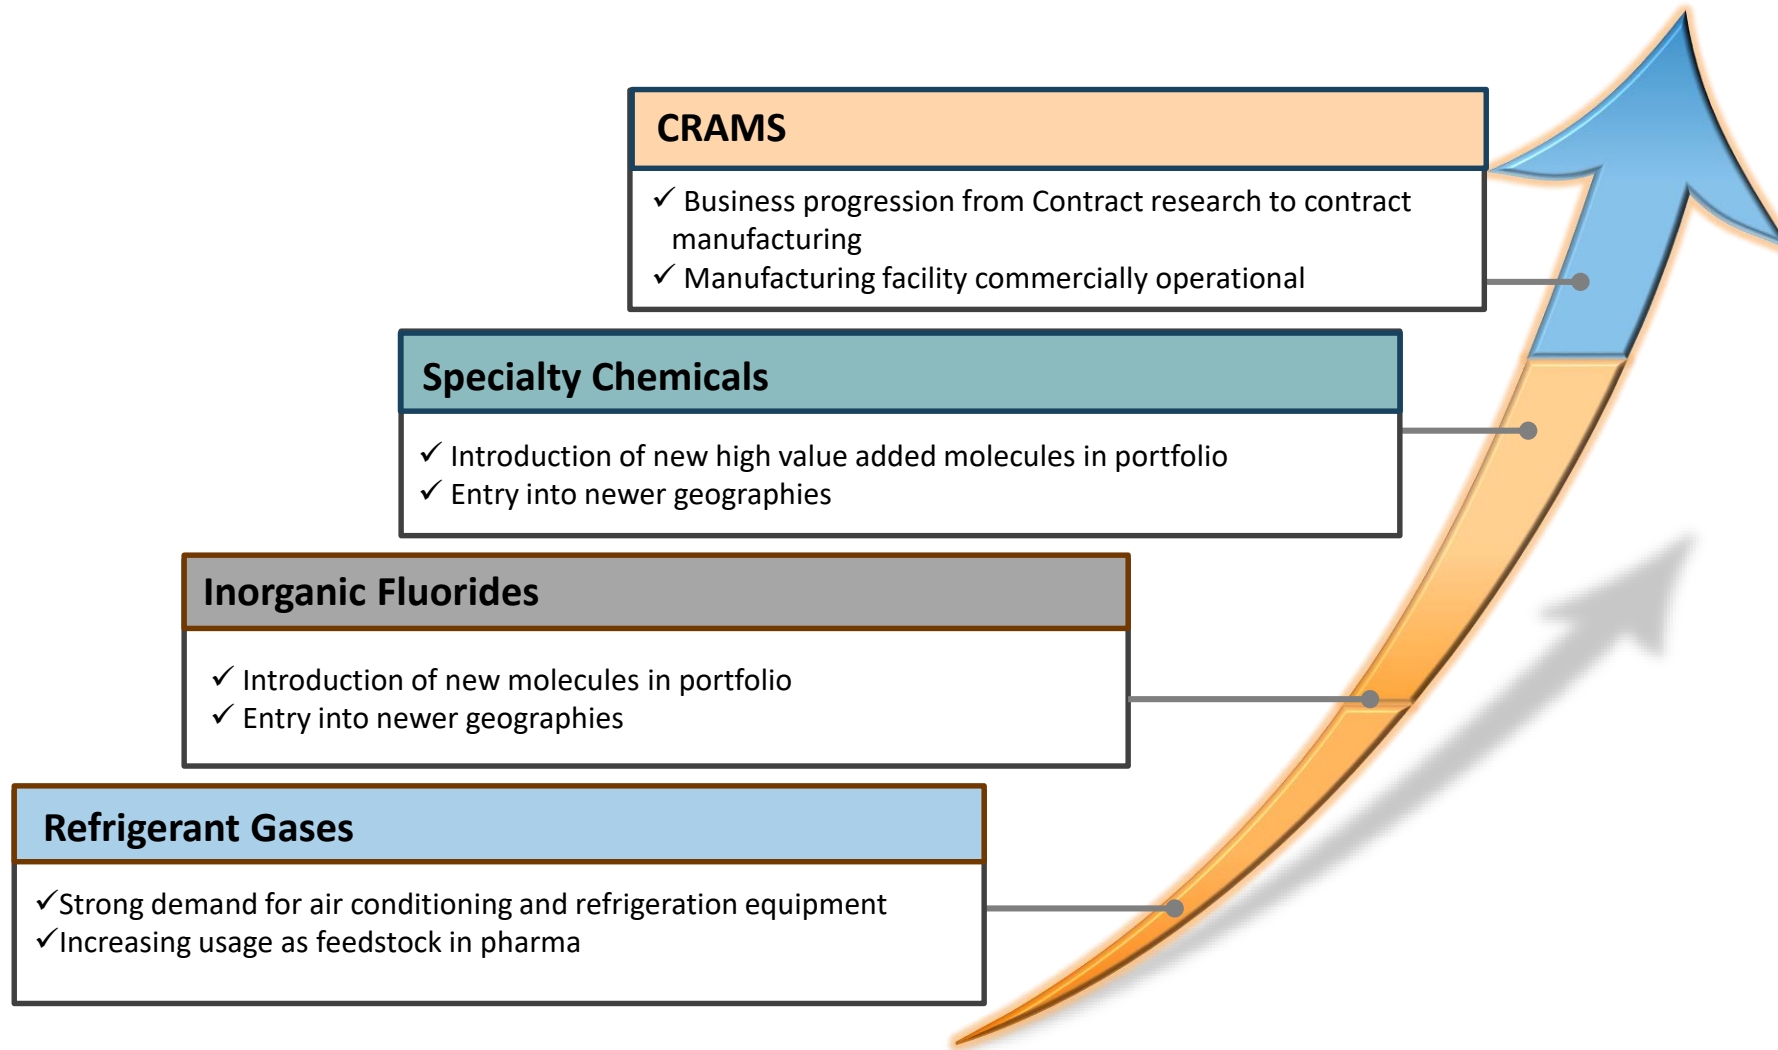 CRAMS
✓ Business progression from Contract research to contract
manufacturing
✓ Manufacturing facility commercially operational
Specialty Chemicals
✓ Introduction of new high value added molecules in portfolio
✓ Entry into newer geographies
Inorganic Fluorides
✓ Introduction of new molecules in portfolio
✓ Entry into newer geographies
Refrigerant Gases
✓Strong demand for air conditioning and refrigeration equipment
✓Increasing usage as feedstock in pharma